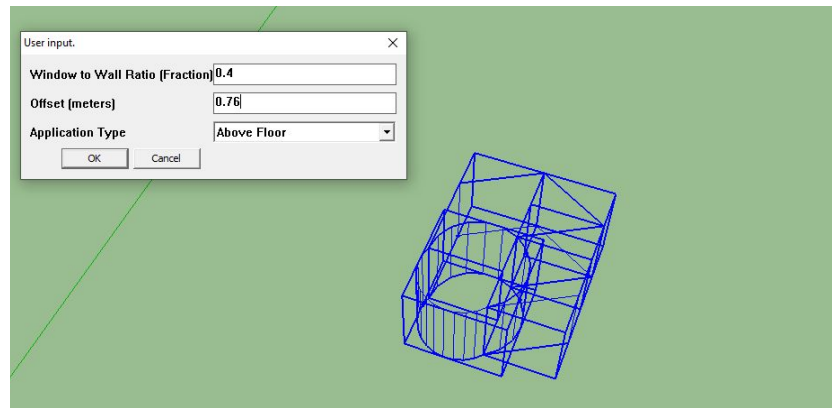 User input.
Window to Wall Ratio (Fraction) 0.4
Offset (meters) 0.76
Application Type Above Floor
OK Cancel